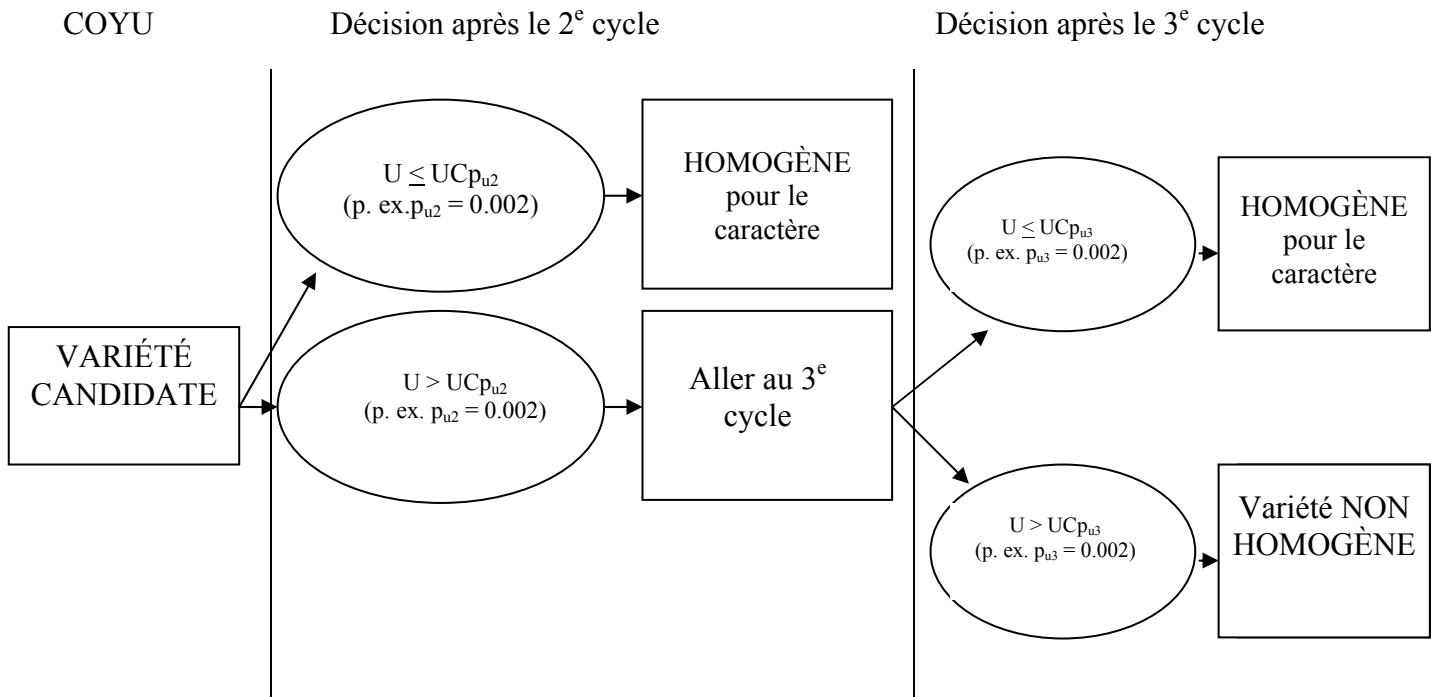 COYU
Décision après le 2e cycle
Décision après le 3e cycle
U ≤ UCpu2
(p. ex.pu2 = 0.002)
HOMOGÈNE
pour le
caractère
U ≤ UCpu3
(p. ex. pu3 = 0.002)
HOMOGÈNE
pour le
caractère
VARIÉTÉ
CANDIDATE
U > UCpu2
(p. ex. pu2 = 0.002)
Aller au 3e
cycle
U > UCpu3
(p. ex. pu3 = 0.002)
Variété NON
HOMOGÈNE